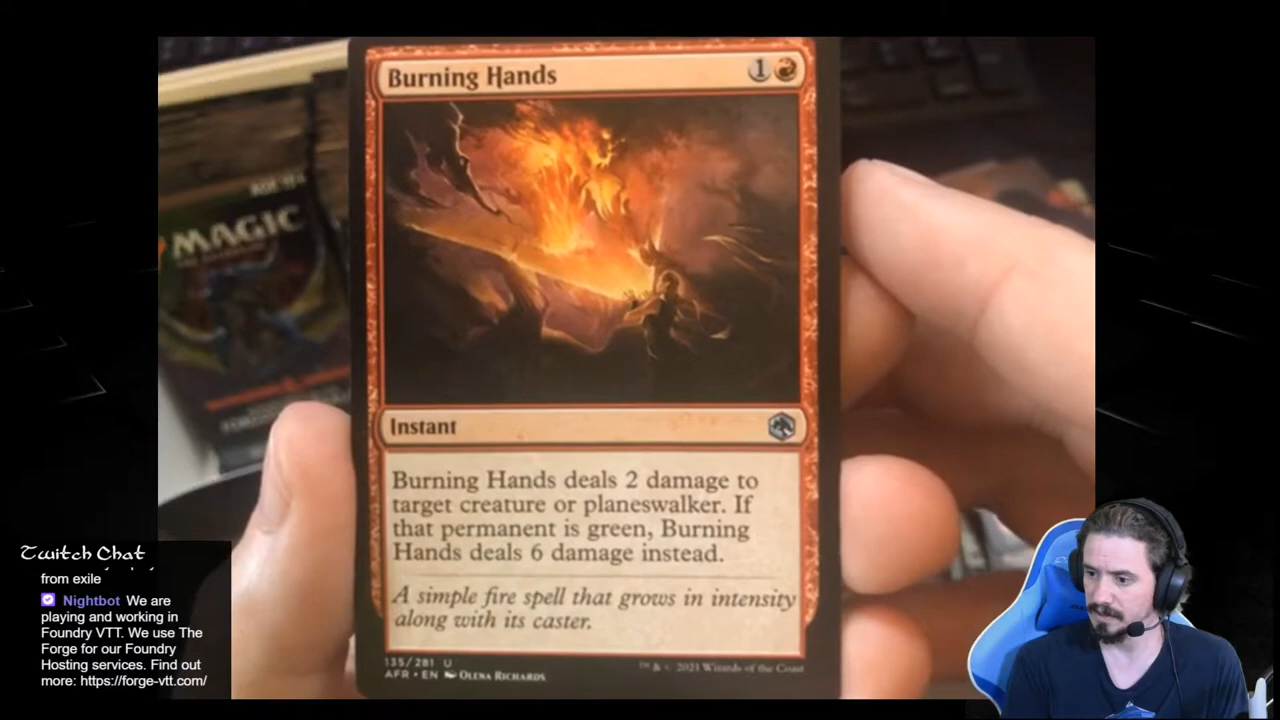 Burning Hands 1
AGE 13+
MAGIC
Instant
Burning Hands deals 2 damage to
target creature or planeswalker. If
that permanent is green, Burning
Hands deals 6 damage instead.
A simple fire spell that grows in intensity
along with its caster.
135/281 U
AFR • EN OLENA RICHARDS
™ & © 2021 Wizards of the Coast
Twitch Chat
from exile
Nightbot We are
playing and working in
Foundry VTT. We use The
Forge for our Foundry
Hosting services. Find out
more: https://forge-vtt.com/